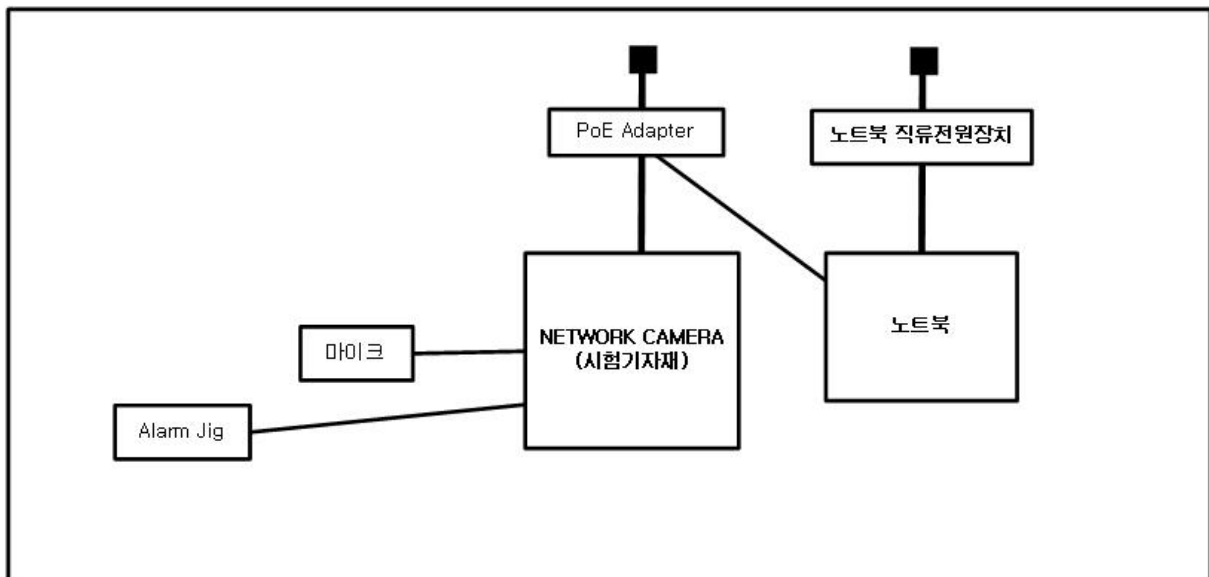 PoE Adapter
노트북 직류전원장치
NETWORK CAMERA
(시험기자재)
노트북
마이크
Alarm Jig